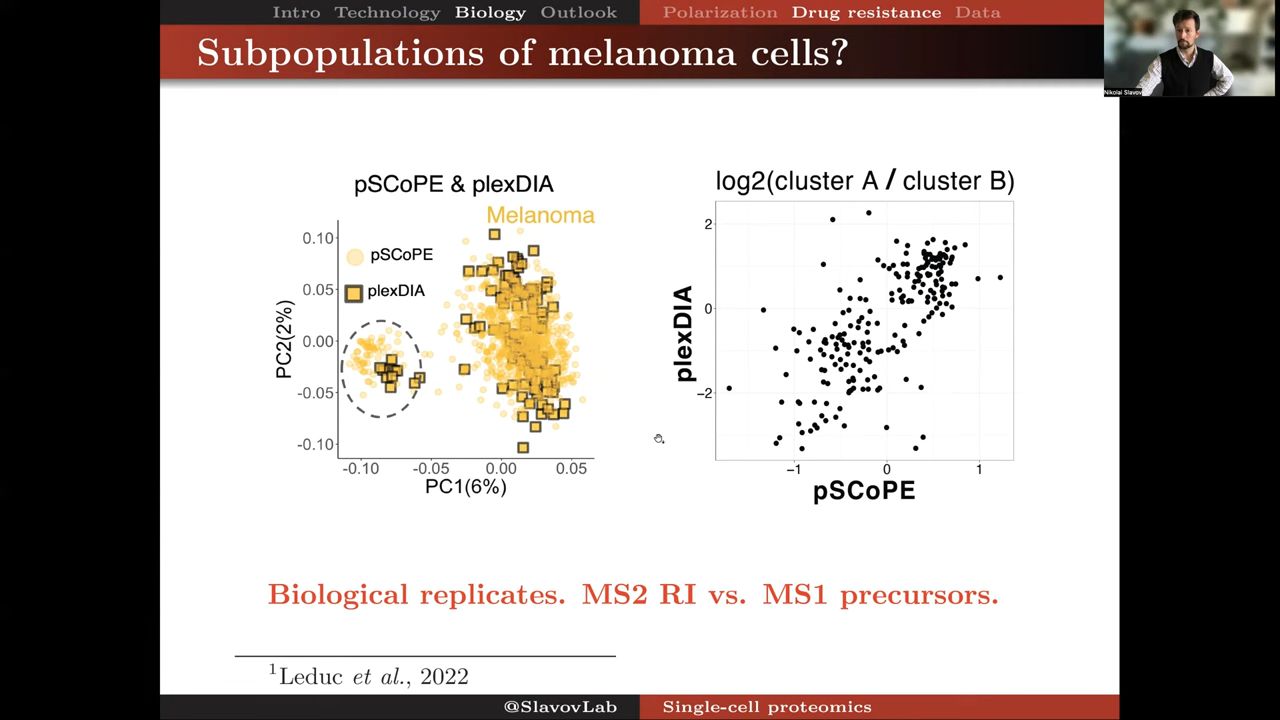 Intro Technology Biology Outlook Polarization Drug resistance Data
Subpopulations of melanoma cells?
Nikolai Slavov
pSCoPE & plexDIA
Melanoma
pSCoPE
plexDIA
0.10
0.05
0.00
-0.05
-0.10
PC2(2%)
-0.10 -0.05 0.00 0.05
PC1(6%)
log2(cluster A / cluster B)
2
0
−2
plexDIA
−1 0 1
pSCoPE
Biological replicates. MS2 RI vs. MS1 precursors.
1Leduc et al., 2022
@SlavovLab Single-cell proteomics